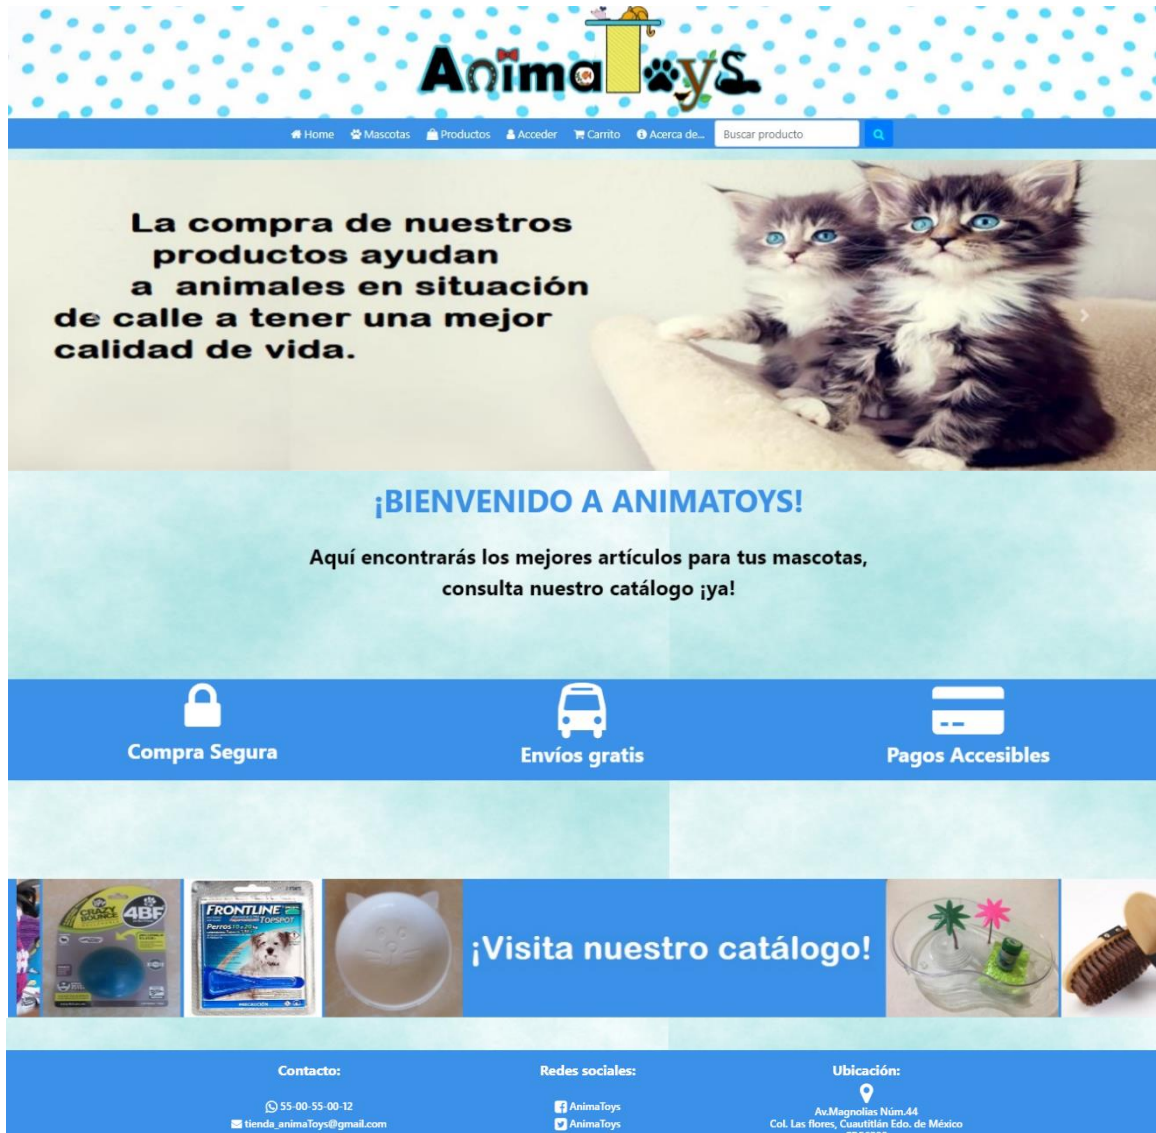 AnimaToys
Home Mascotas Productos Acceder Carrito Acerca de... Buscar producto
La compra de nuestros
productos ayudan
a animales en situación
de calle a tener una mejor
calidad de vida.
¡BIENVENIDO A ANIMATOYS!
Aquí encontrarás los mejores artículos para tus mascotas,
consulta nuestro catálogo ¡ya!
Compra Segura Envíos gratis Pagos Accesibles
CRAZY
BOUNCE
4BF
FRONTLINE
TOPSPOT
Perros 10 a 20 kg
¡Visita nuestro catálogo!
Contacto: Redes sociales: Ubicación:
55-00-55-00-12 AnimaToys Av.Magnolias Núm.44
tienda_animaToys@gmail.com AnimaToys Col. Las flores, Cuautitlán Edo. de México